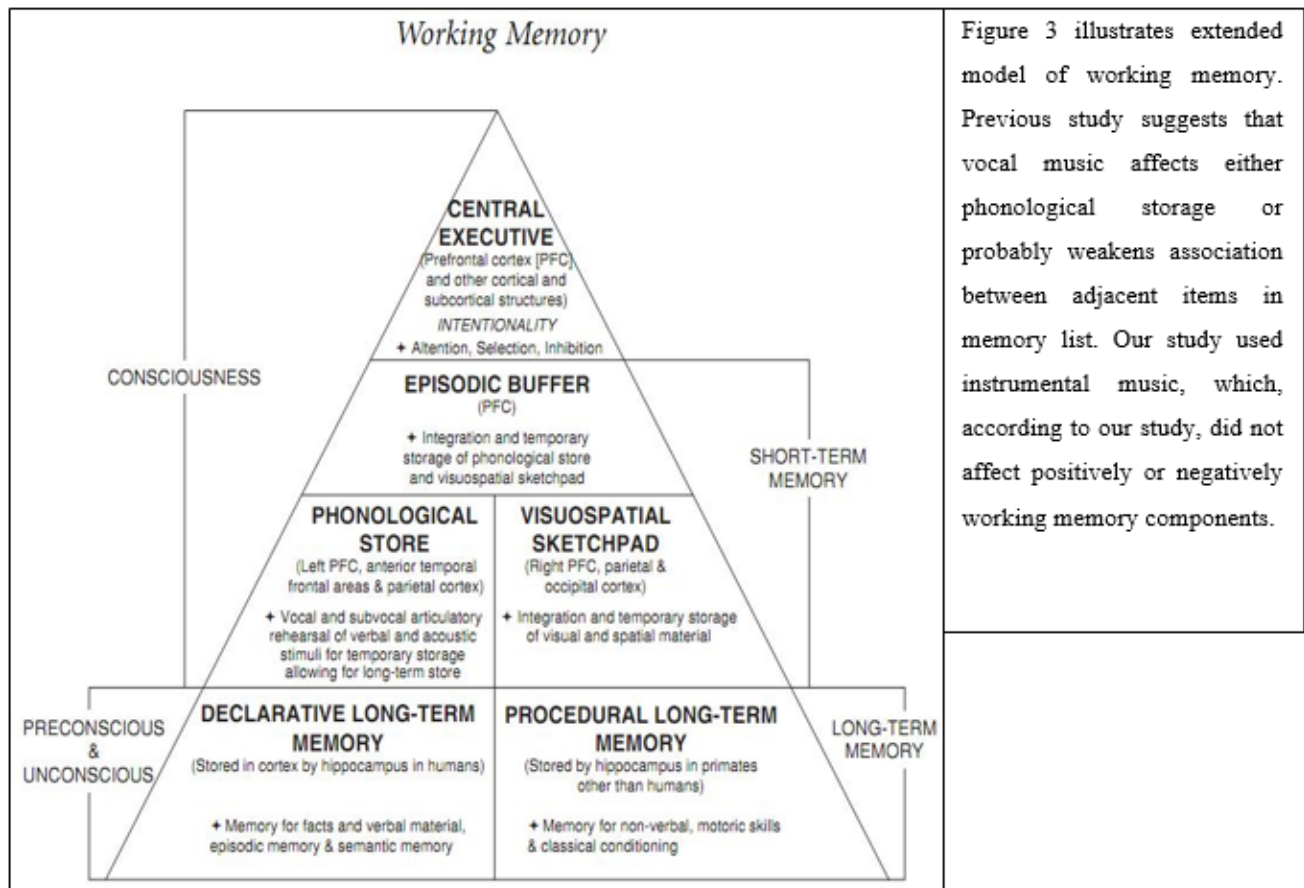 Working Memory
CENTRAL
EXECUTIVE
(Prefrontal cortex [PFC]
and other cortical and
subcortical structures)
INTENTIONALITY
+ Altention, Selection, Inhibition
CONSCIOUSNESS
EPISODIC BUFFER
(PFC)
+ Integration and temporary
storage of phonological store
and visuospatial sketchpad
SHORT-TERM
MEMORY
PHONOLOGICAL
STORE
(Left PFC, anterior temporal
frontal areas & parietal cortex)
+ Vocal and subvocal articulatory
rehearsal of verbal and acoustic
stimuli for temporary storage
allowing for long-term store
VISUOSPATIAL
SKETCHPAD
(Right PFC, parietal &
occipital cortex)
+ Integration and temporary storage
of visual and spatial material
PRECONSCIOUS
&
UNCONSCIOUS
DECLARATIVE LONG-TERM
MEMORY
(Stored in cortex by hippocampus in humans)
+ Memory for facts and verbal material,
episodic memory & semantic memory
PROCEDURAL LONG-TERM
MEMORY
(Stored by hippocampus in primates
other than humans)
+ Memory for non-verbal, motoric skills
& classical conditioning
LONG-TERM
MEMORY
Figure 3 illustrates extended
model of working memory.
Previous study suggests that
vocal music affects either
phonological storage or
probably weakens association
between adjacent items in
memory list. Our study used
instrumental music, which,
according to our study, did not
affect positively or negatively
working memory components.